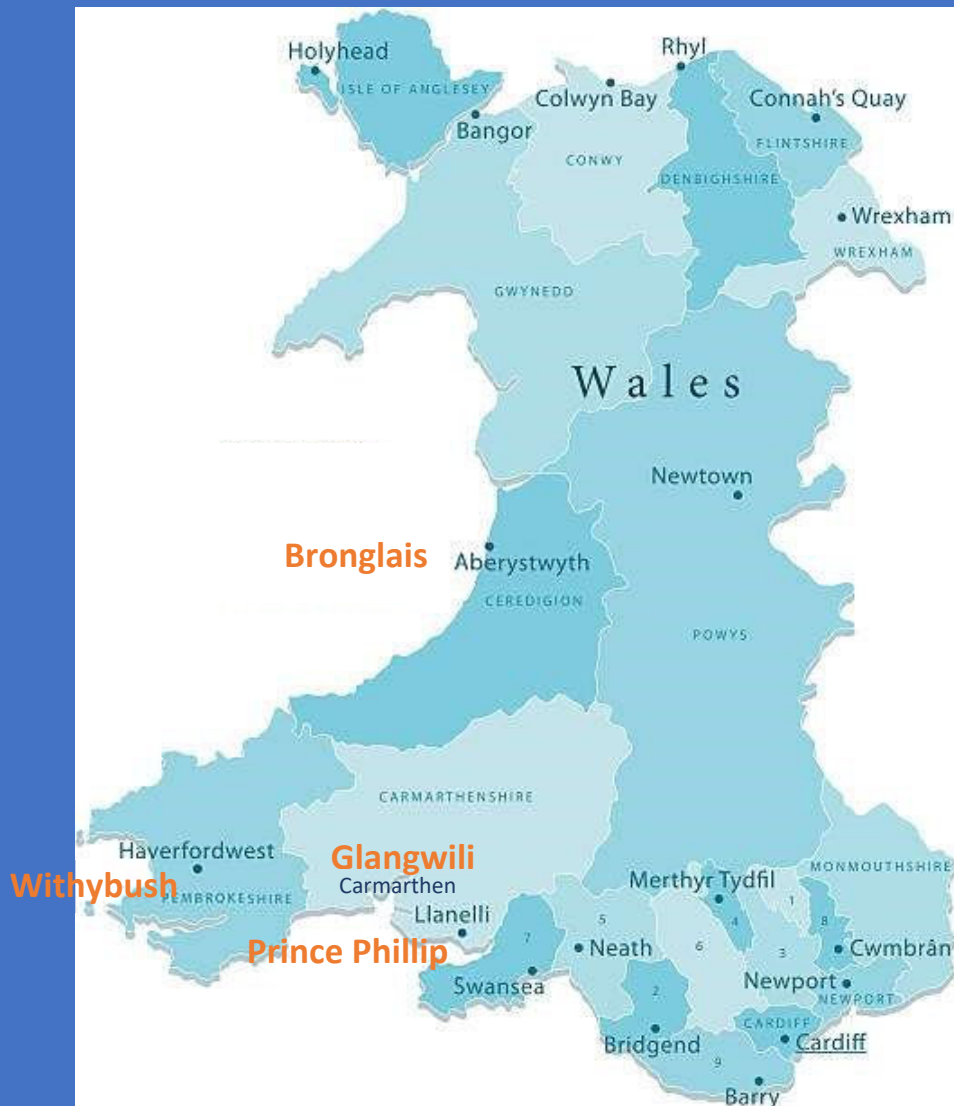 Holyhead
Rhyl
ISLE OF ANGLESEY
Colwyn Bay
Connah's Quay
Bangor
FLINTSHIRE
CONWY
DENBIGHSHIRE
Wrexham
WREXHAM
GWYNEDD
Wales
Newtown
Bronglais
Aberystwyth
CEREDIGION
POWYS
CARMARTHENSHIRE
Haverfordwest
Glangwili
MONMOUTHSHIRE
Withybush
Carmarthen
Merthyr Tydfil
PEMBROKESHIRE
1
Llanelli
5
4
8
7
Prince Phillip
Neath
6
3
Cwmbrân
Swansea
2
Newport
NEWPORT
CARDIFF
Bridgend
Cardiff
9
Barry